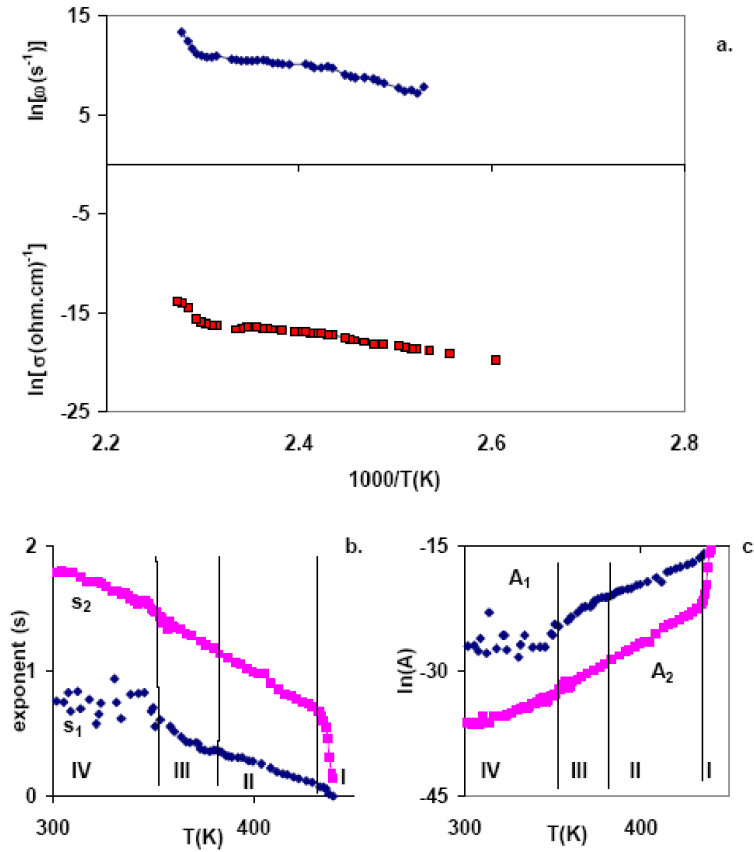 15
a.
5
ln[ω(s⁻¹)]
-5
-15
-25
ln[σ(ohm.cm)⁻¹]
2.2 2.4 2.6 2.8
1000/T(K)
2
b.
s₂
1
s₁
0
exponent (s)
IV III II I
300 400
T(K)
-15
c
A₁
-30
A₂
-45
ln(A)
IV III II I
300 400
T(K)